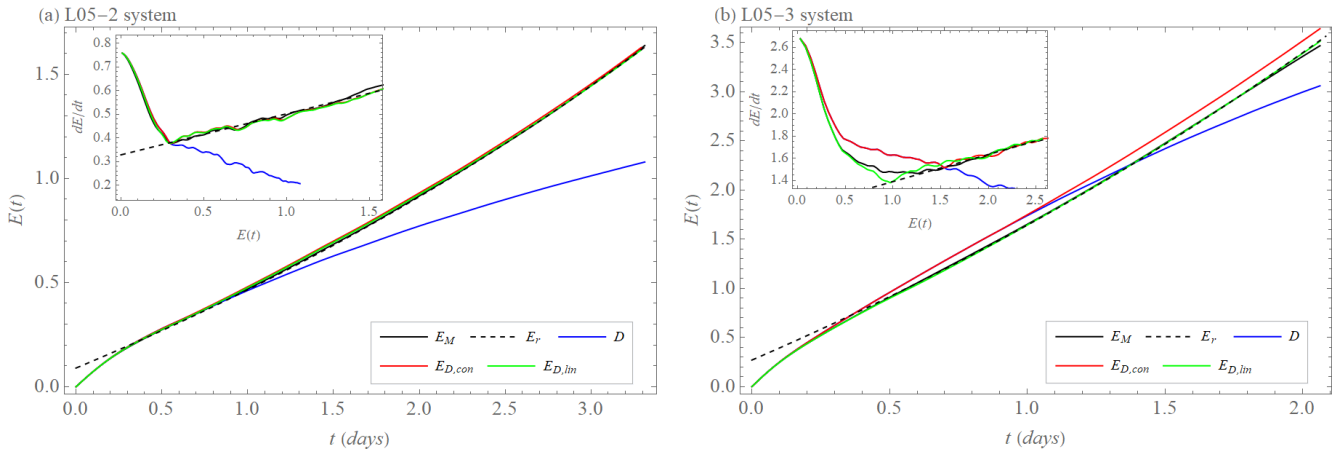 (a) L05-2 system
E(t)
1.5
1.0
0.5
0.0
0.0 0.5 1.0 1.5 2.0 2.5 3.0
t (days)
dE/dt
0.8
0.7
0.6
0.5
0.4
0.3
0.2
0.0 0.5 1.0 1.5
E(t)
E_M E_r D
E_D,con E_D,lin
(b) L05-3 system
E(t)
3.5
3.0
2.5
2.0
1.5
1.0
0.5
0.0
0.0 0.5 1.0 1.5 2.0
t (days)
dE/dt
2.6
2.4
2.2
2.0
1.8
1.6
1.4
0.0 0.5 1.0 1.5 2.0 2.5
E(t)
E_M E_r D
E_D,con E_D,lin